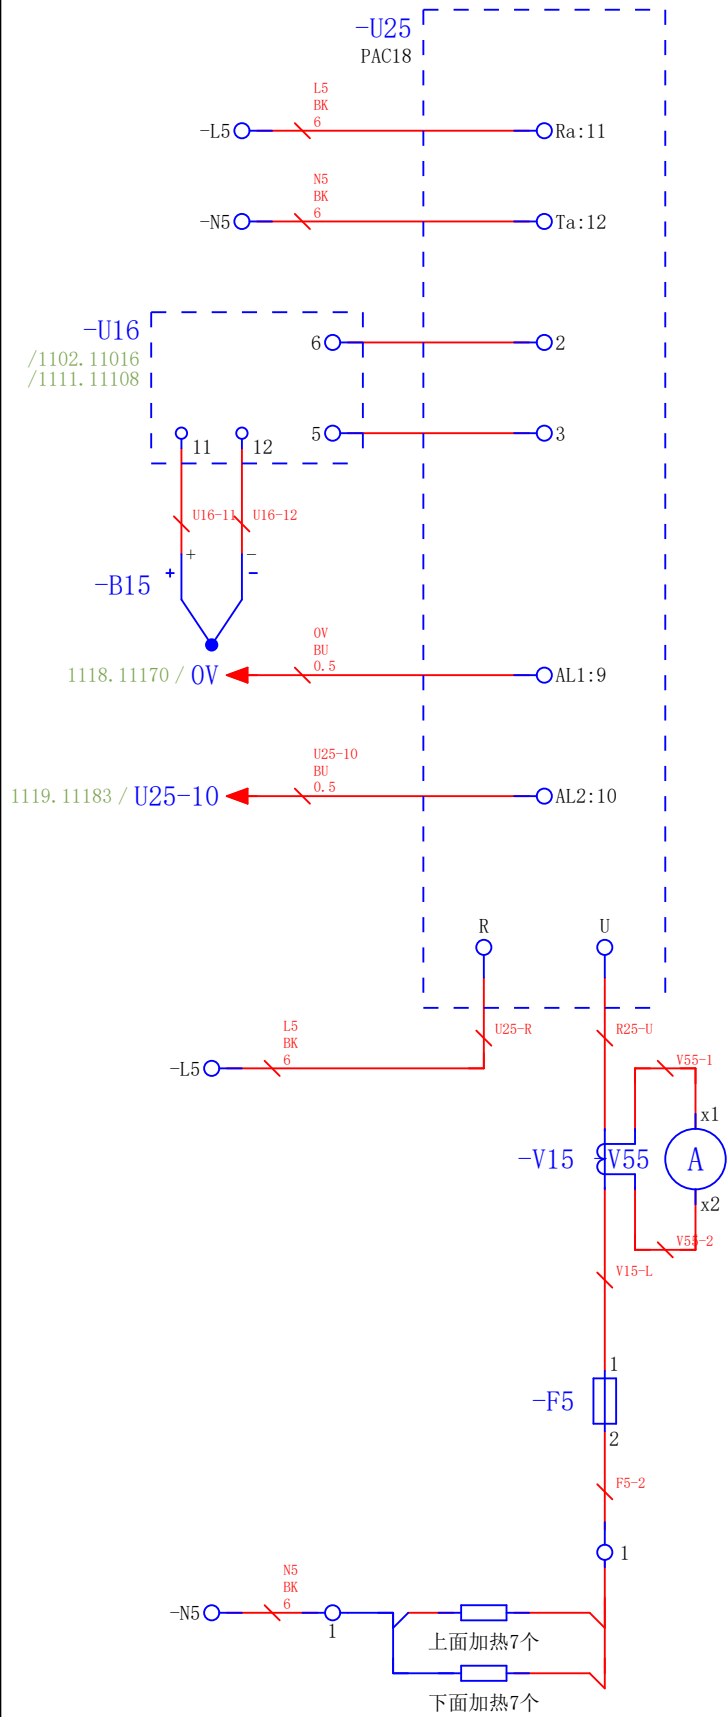 -U25
PAC18
L5
BK
6
-L5
Ra:11
N5
BK
6
-N5
Ta:12
-U16
/1102.11016
/1111.11108
6
2
5
3
11
12
U16-11
U16-12
+
-
-B15
+
-
0V
BU
0.5
1118.11170 / 0V
AL1:9
U25-10
BU
0.5
1119.11183 / U25-10
AL2:10
R
U
L5
BK
6
U25-R
R25-U
-L5
V55-1
x1
-V15
-V55
A
x2
V55-2
V15-L
1
-F5
2
F5-2
1
N5
BK
6
-N5
1
上面加热7个
下面加热7个